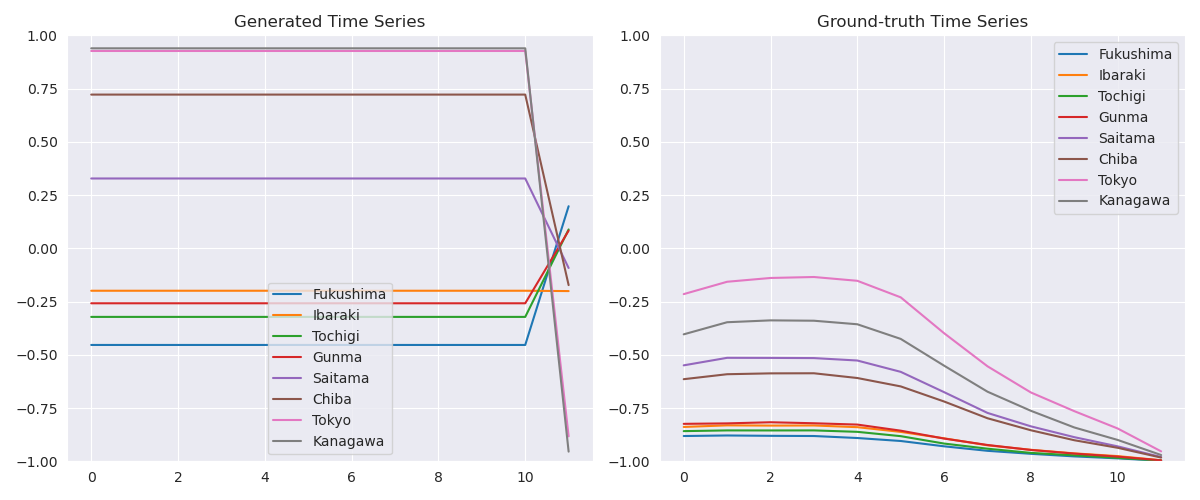 Generated Time Series
1.00
0.75
0.50
0.25
0.00
−0.25
−0.50
−0.75
−1.00
0 2 4 6 8 10
Fukushima
Ibaraki
Tochigi
Gunma
Saitama
Chiba
Tokyo
Kanagawa
Ground-truth Time Series
1.00
0.75
0.50
0.25
0.00
−0.25
−0.50
−0.75
−1.00
0 2 4 6 8 10
Fukushima
Ibaraki
Tochigi
Gunma
Saitama
Chiba
Tokyo
Kanagawa